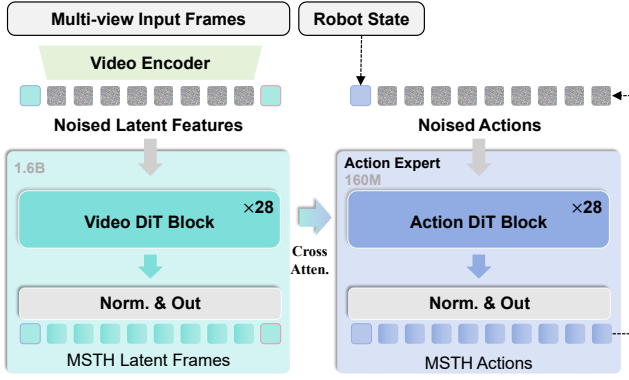 Multi-view Input Frames
Robot State
Video Encoder
Noised Latent Features
Noised Actions
1.6B
Action Expert
160M
Video DiT Block
×28
Cross
Atten.
Action DiT Block
×28
Norm. & Out
Norm. & Out
MSTH Latent Frames
MSTH Actions